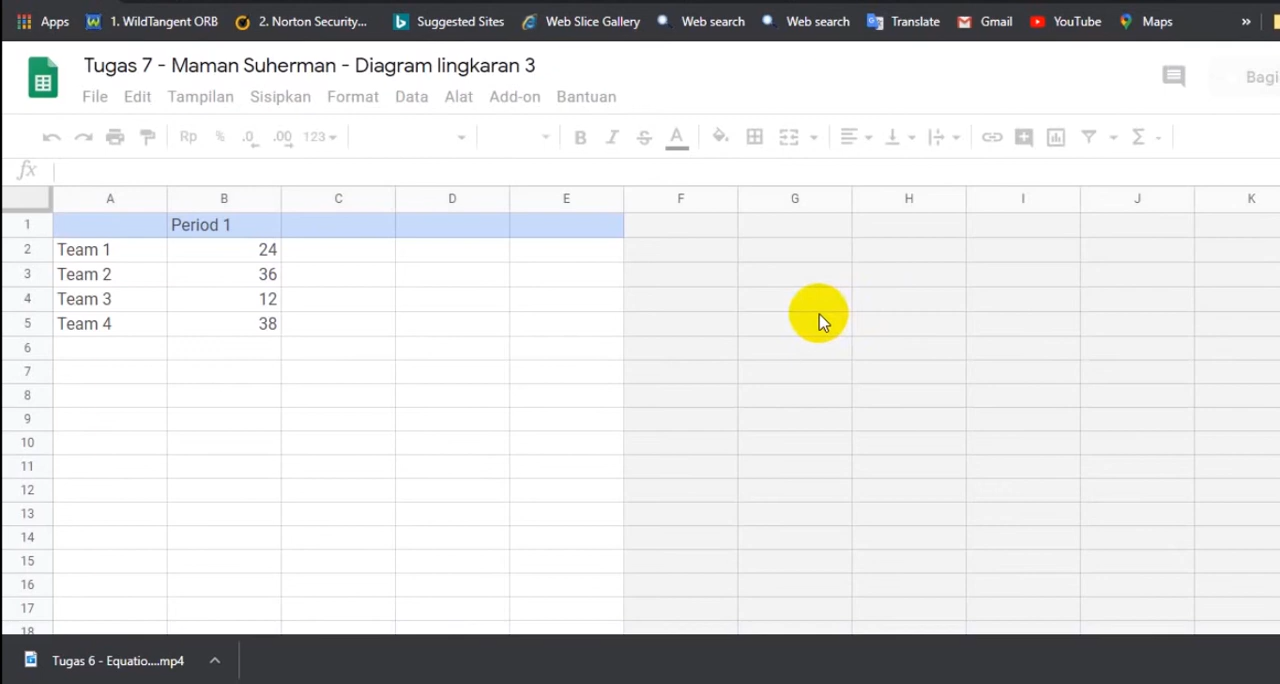 Apps 1. WildTangent ORB 2. Norton Security... Suggested Sites Web Slice Gallery Web search Web search Translate Gmail YouTube Maps »
Tugas 7 - Maman Suherman - Diagram lingkaran 3
File Edit Tampilan Sisipkan Format Data Alat Add-on Bantuan
Bagi
Rp % .0 .00 123 B I S A Σ
fx
A B C D E F G H I J K
1 Period 1
2 Team 1 24
3 Team 2 36
4 Team 3 12
5 Team 4 38
6
7
8
9
10
11
12
13
14
15
16
17
18
Tugas 6 - Equatio....mp4